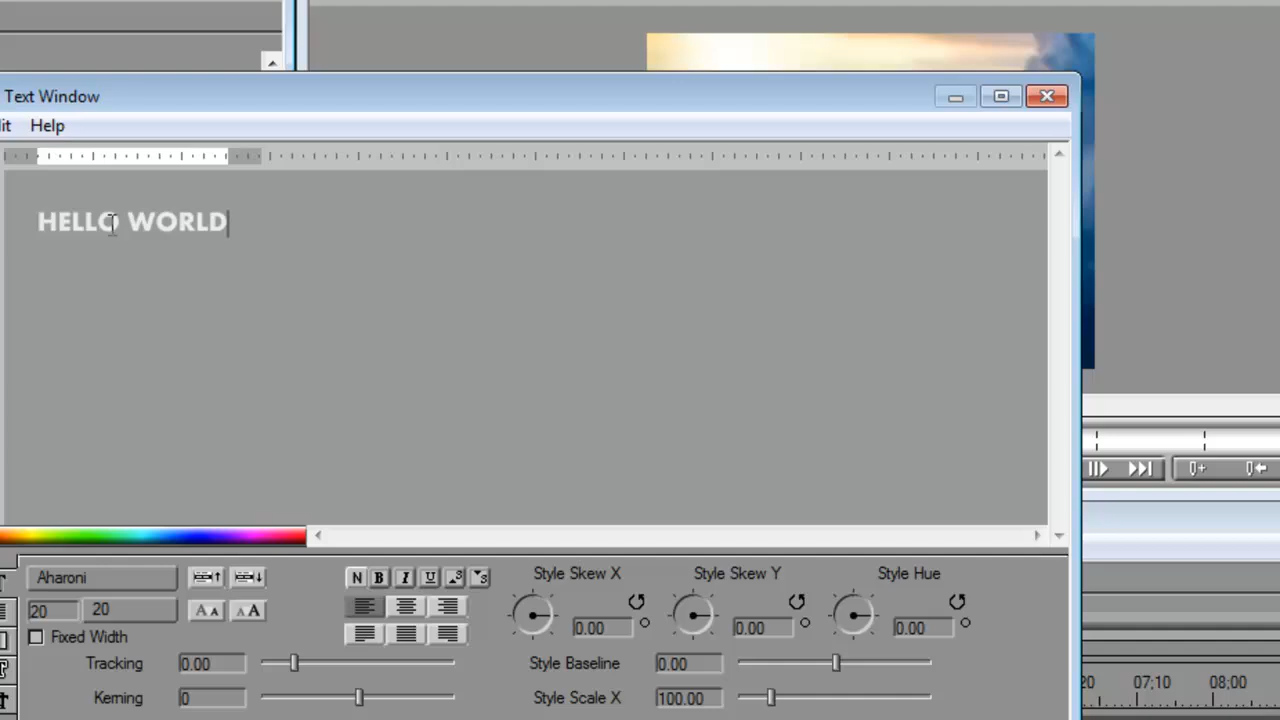 Text Window
Help
HELLO WORLD
Aharoni
N B I U
Style Skew X
Style Skew Y
Style Hue
20
20
A A
A A
0.00
0.00
0.00
Fixed Width
Tracking
0.00
Style Baseline
0.00
Kerning
0
Style Scale X
100.00
07;10
08;00